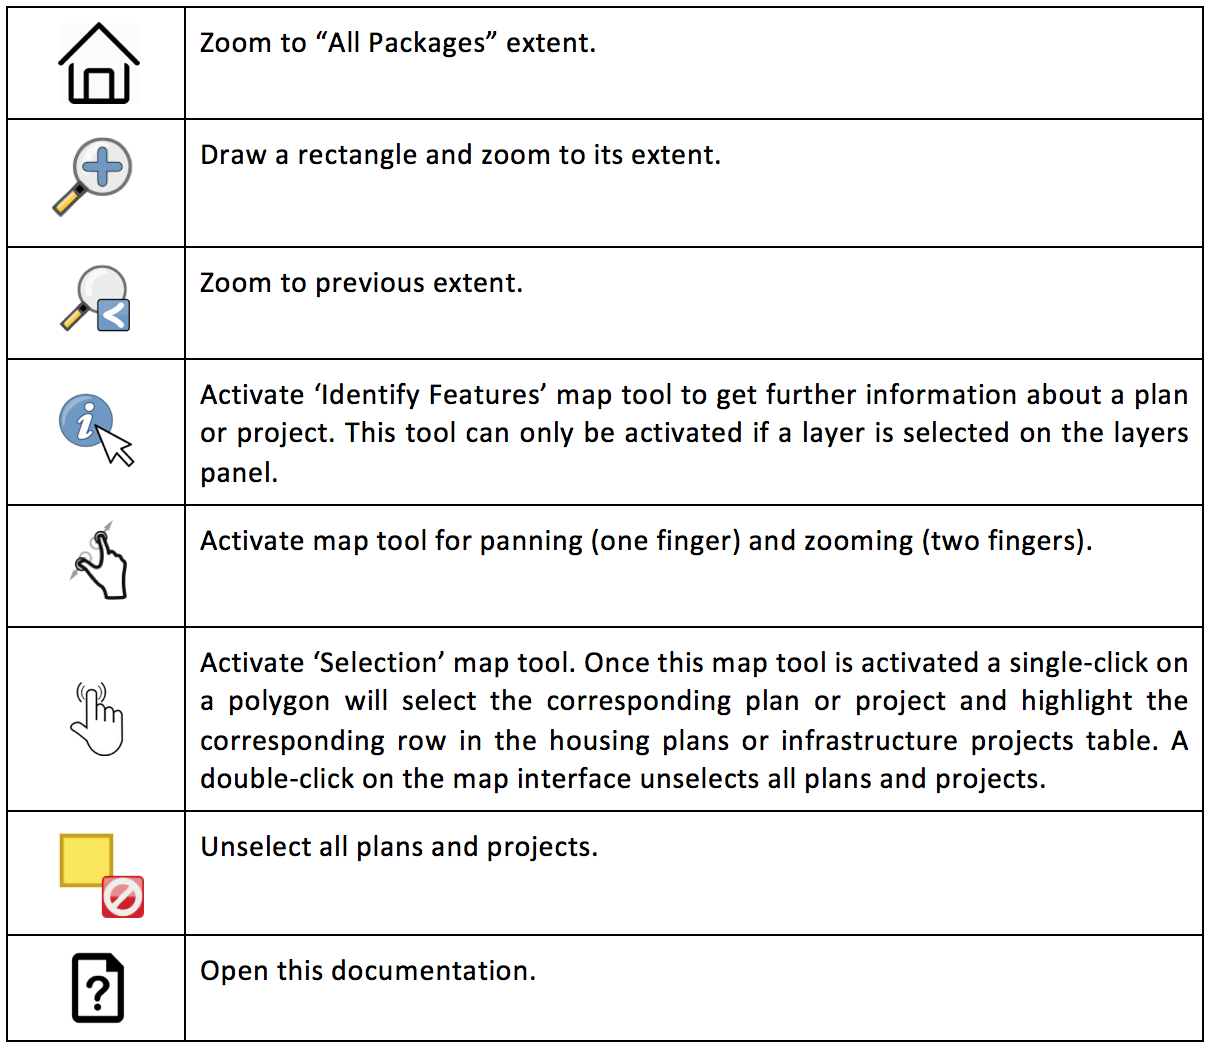 Zoom to “All Packages” extent.
Draw a rectangle and zoom to its extent.
Zoom to previous extent.
Activate ‘Identify Features’ map tool to get further information about a plan
or project. This tool can only be activated if a layer is selected on the layers
panel.
Activate map tool for panning (one finger) and zooming (two fingers).
Activate ‘Selection’ map tool. Once this map tool is activated a single-click on
a polygon will select the corresponding plan or project and highlight the
corresponding row in the housing plans or infrastructure projects table. A
double-click on the map interface unselects all plans and projects.
Unselect all plans and projects.
Open this documentation.